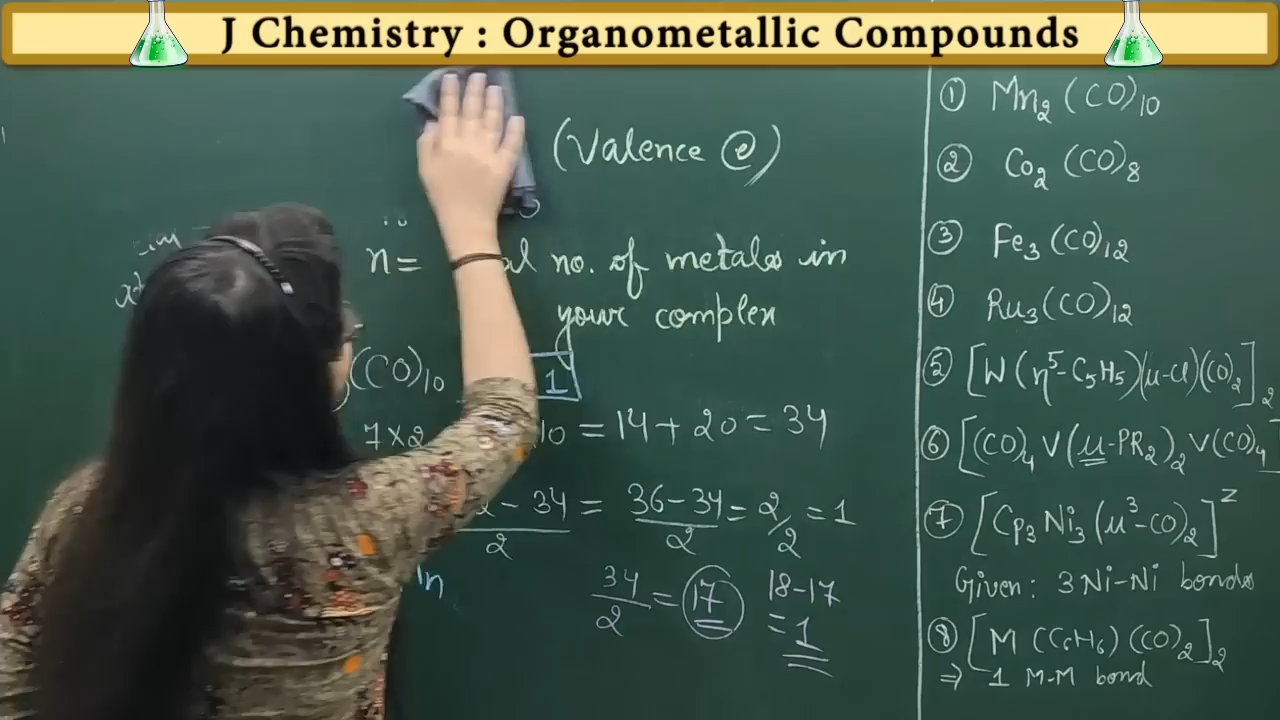 J Chemistry : Organometallic Compounds
(Valence e)
n = no. of metals in
your complex
(CO)10 1
7×2 10 = 14 + 20 = 34
2 - 34 / 2 = 36 - 34 / 2 = 2/2 = 1
34/2 = 17 18-17
= 1
① Mn2 (CO)10
② Co2 (CO)8
③ Fe3(CO)12
④ Ru3(CO)12
⑤ [W(η5-C5H5)(μ-Cl)(CO)2]2
⑥ [(CO)4 V(μ-PR2)2 V(CO)4]
⑦ [Cp3 Ni3 (μ3-CO)2]z
Given: 3 Ni-Ni bonds
⑧ [M (C6H6) (CO)2]2
⇒ 1 M-M bond